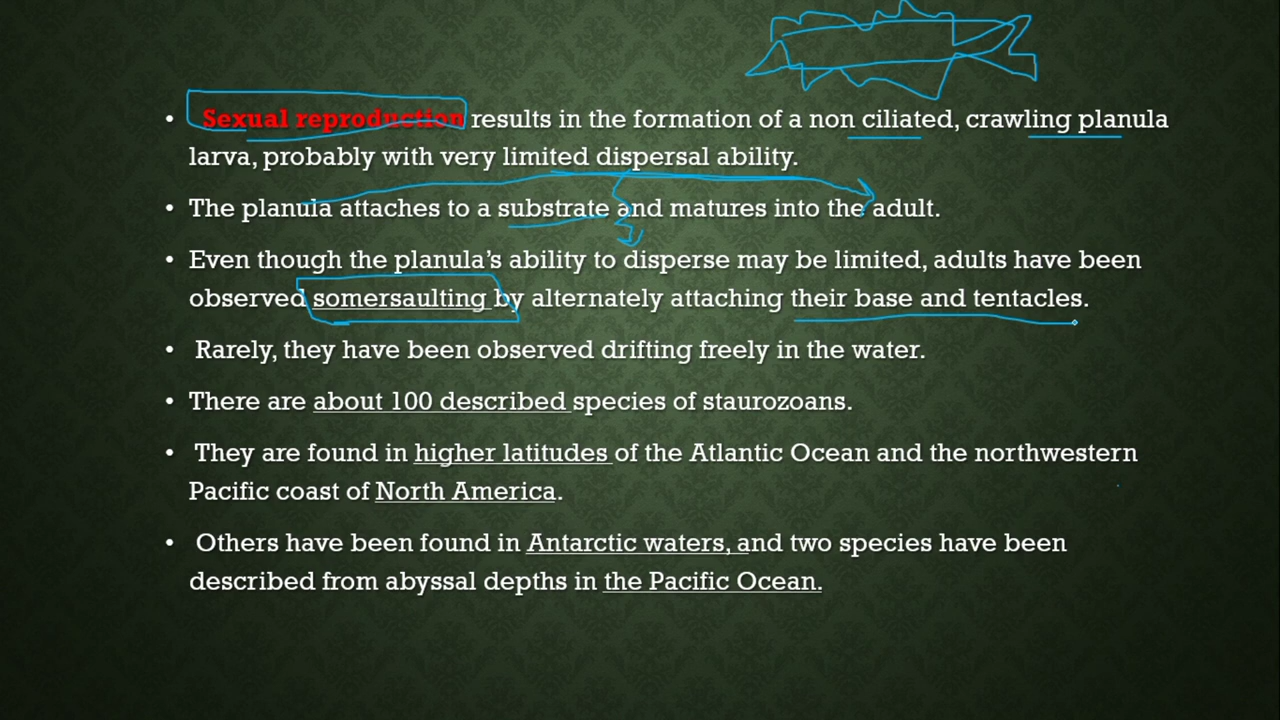 • Sexual reproduction results in the formation of a non ciliated, crawling planula
larva, probably with very limited dispersal ability.
• The planula attaches to a substrate and matures into the adult.
• Even though the planula’s ability to disperse may be limited, adults have been
observed somersaulting by alternately attaching their base and tentacles.
• Rarely, they have been observed drifting freely in the water.
• There are about 100 described species of staurozoans.
• They are found in higher latitudes of the Atlantic Ocean and the northwestern
Pacific coast of North America.
• Others have been found in Antarctic waters, and two species have been
described from abyssal depths in the Pacific Ocean.